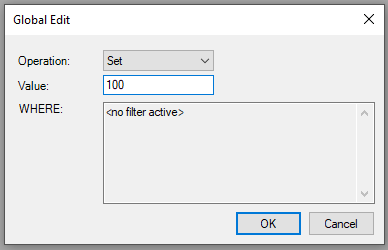 Global Edit
Operation: Set
Value: 100
WHERE: <no filter active>
OK Cancel